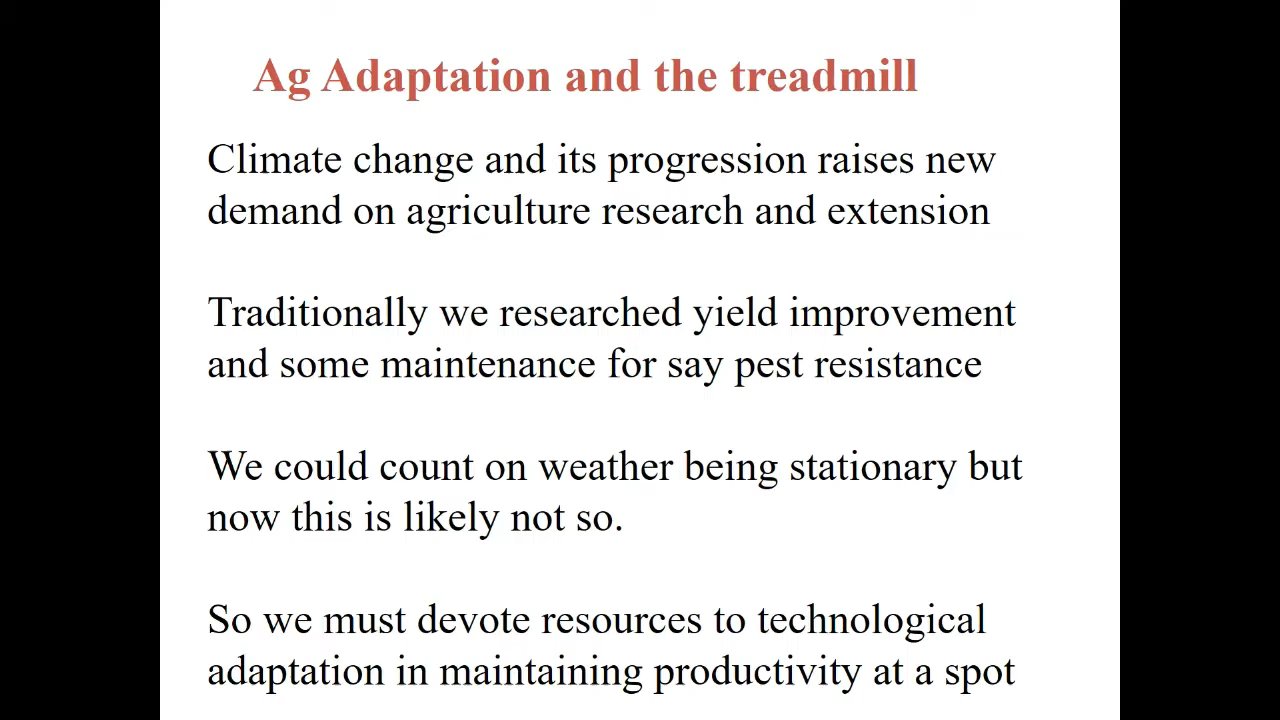 Ag Adaptation and the treadmill
Climate change and its progression raises new
demand on agriculture research and extension
Traditionally we researched yield improvement
and some maintenance for say pest resistance
We could count on weather being stationary but
now this is likely not so.
So we must devote resources to technological
adaptation in maintaining productivity at a spot